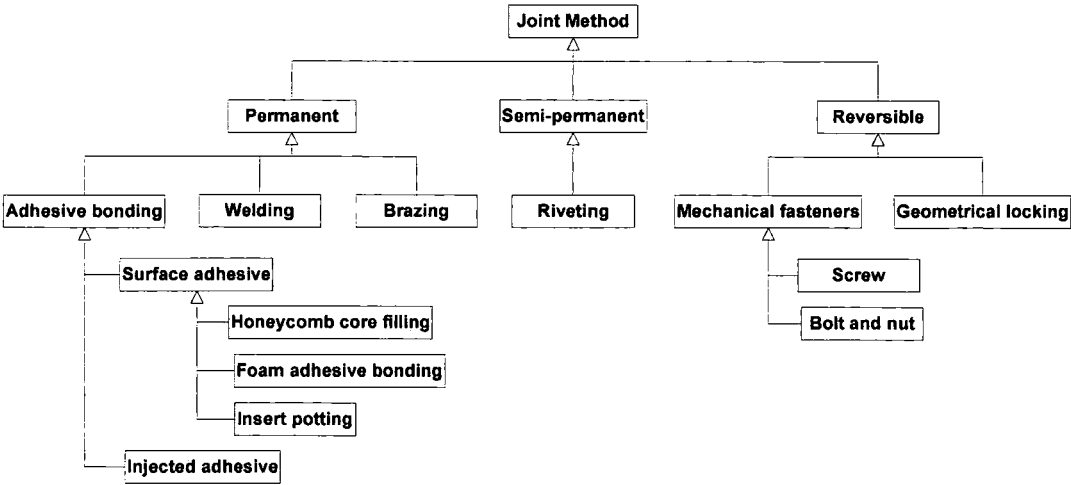 Joint Method
Permanent
Semi-permanent
Reversible
Adhesive bonding
Welding
Brazing
Riveting
Mechanical fasteners
Geometrical locking
Surface adhesive
Screw
Honeycomb core filling
Bolt and nut
Foam adhesive bonding
Insert potting
Injected adhesive